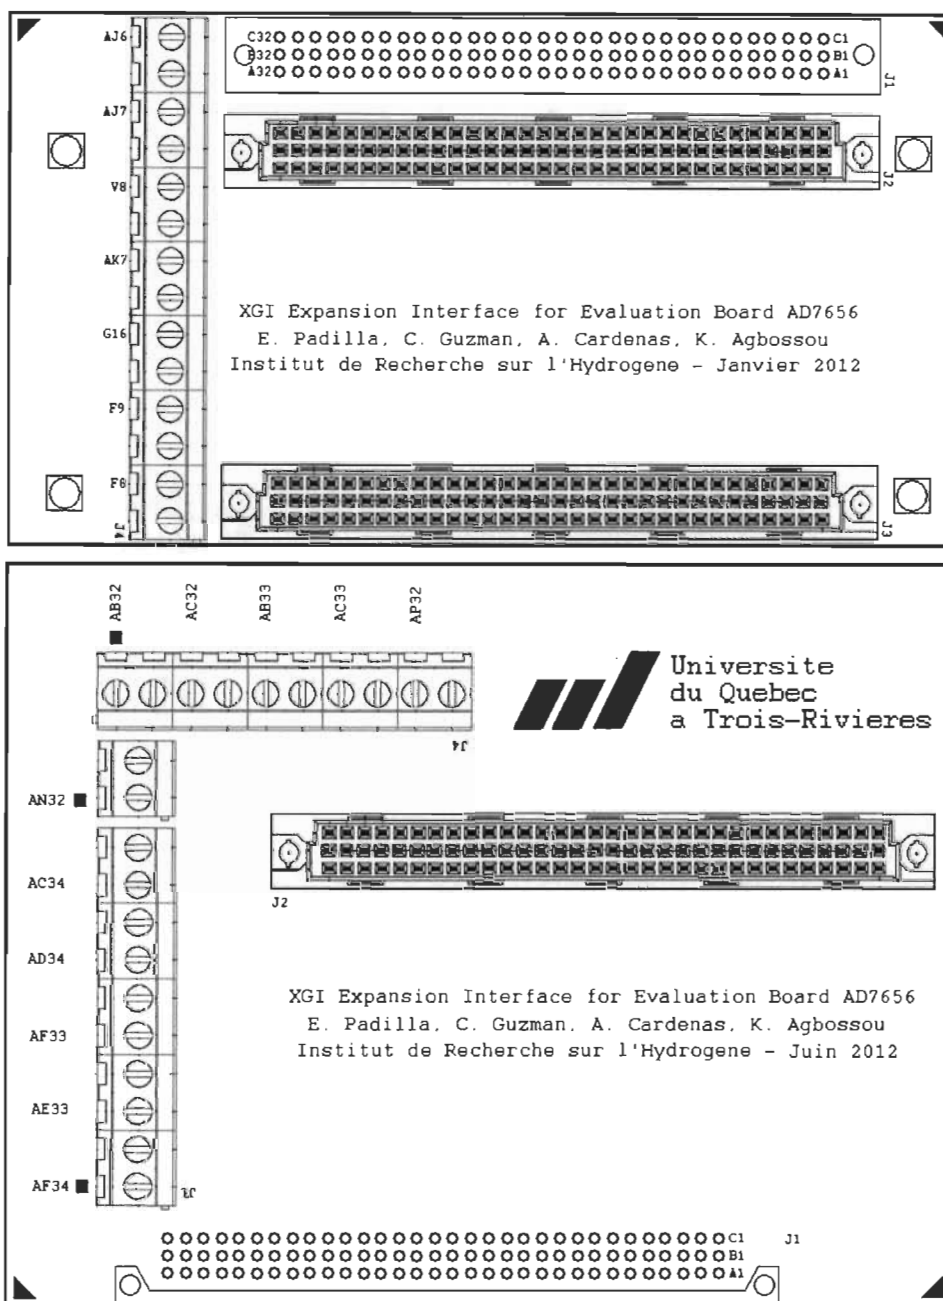 AJ6
C32 C1
B32 B1
A32 A1
J1
AJ7
V8
J2
AK7
G16
F9
F6
J4
XGI Expansion Interface for Evaluation Board AD7656
E. Padilla, C. Guzman, A. Cardenas, K. Agbossou
Institut de Recherche sur l'Hydrogene - Janvier 2012
J3
AB32
AC32
AB33
AC33
AP32
Universite
du Quebec
a Trois-Rivieres
J4
AN32
AC34
AD34
AF33
AE33
AF34
J2
XGI Expansion Interface for Evaluation Board AD7656
E. Padilla, C. Guzman, A. Cardenas, K. Agbossou
Institut de Recherche sur l'Hydrogene - Juin 2012
C1
B1
A1
J1